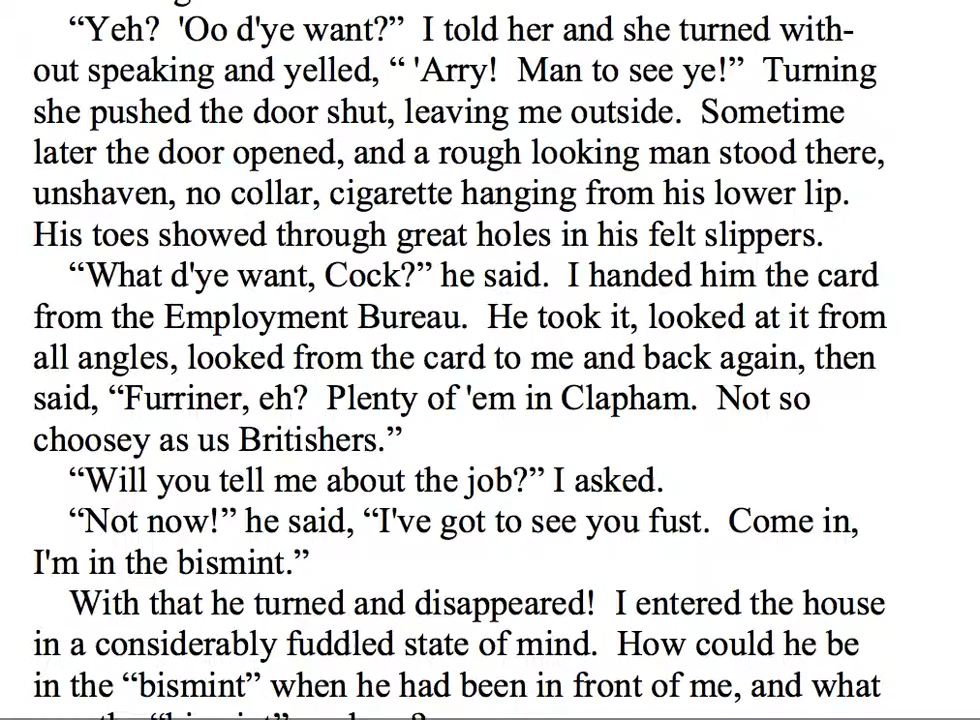 “Yeh?  'Oo d'ye want?”  I told her and she turned with-
out speaking and yelled, “ 'Arry!  Man to see ye!”  Turning
she pushed the door shut, leaving me outside.  Sometime
later the door opened, and a rough looking man stood there,
unshaven, no collar, cigarette hanging from his lower lip.
His toes showed through great holes in his felt slippers.
“What d'ye want, Cock?” he said.  I handed him the card
from the Employment Bureau.  He took it, looked at it from
all angles, looked from the card to me and back again, then
said, “Furriner, eh?  Plenty of 'em in Clapham.  Not so
choosey as us Britishers.”
“Will you tell me about the job?” I asked.
“Not now!” he said, “I've got to see you fust.  Come in,
I'm in the bismint.”
With that he turned and disappeared!  I entered the house
in a considerably fuddled state of mind.  How could he be
in the “bismint” when he had been in front of me, and what